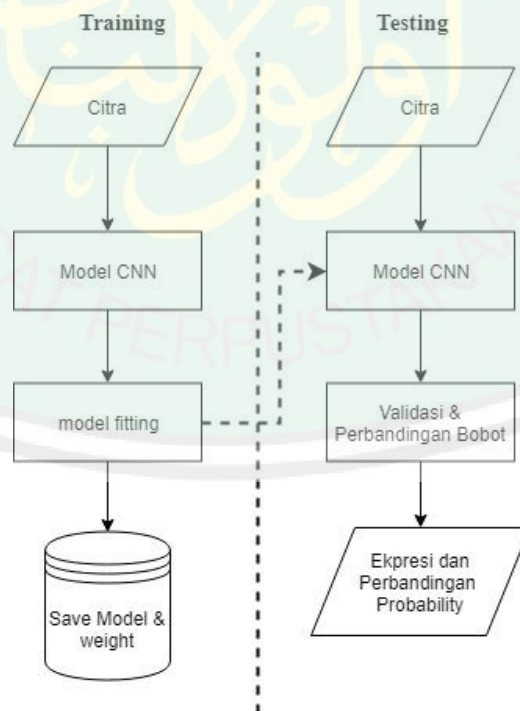 Training
Testing
Citra
Citra
Model CNN
Model CNN
model fitting
Validasi &
Perbandingan Bobot
Save Model &
weight
Ekpresi dan
Perbandingan
Probability
PERPUSTAKAAN